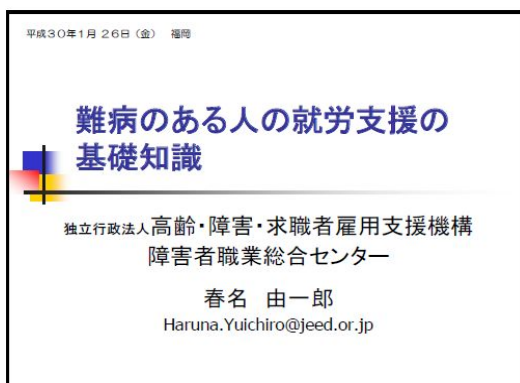 平成30年1月26日（金） 福岡
難病のある人の就労支援の
基礎知識
独立行政法人高齢・障害・求職者雇用支援機構
障害者職業総合センター
春名 由一郎
Haruna.Yuichiro@jeed.or.jp